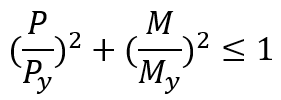 (P/P_y)² + (M/M_y)² ≤ 1